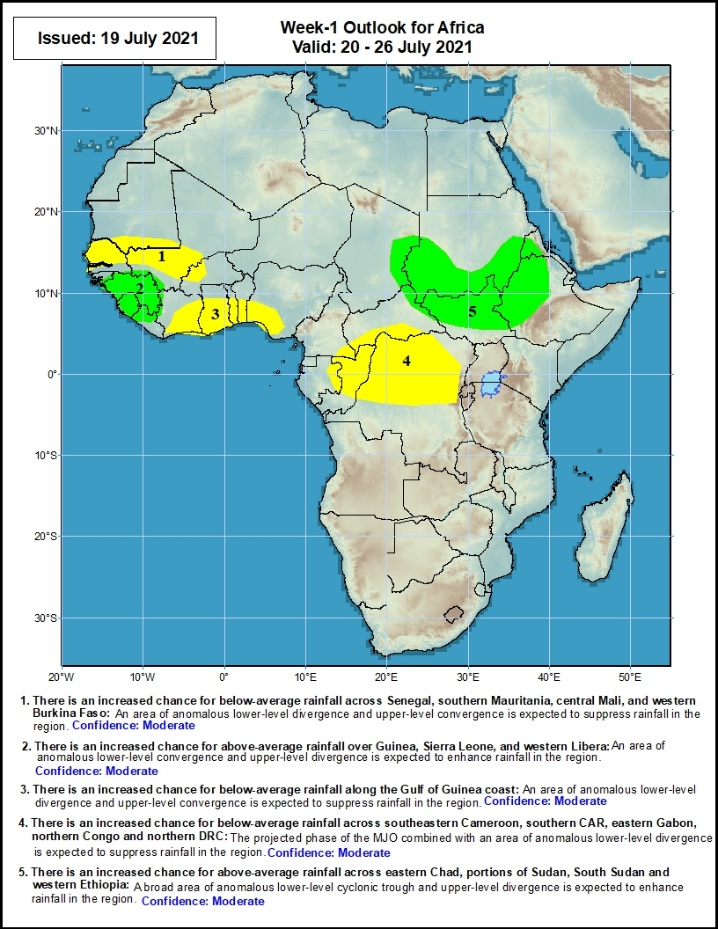 Issued: 19 July 2021
Week-1 Outlook for Africa
Valid: 20 - 26 July 2021
30°N
20°N
10°N
0°
10°S
20°S
30°S
1
2
3
4
5
20°W 10°W 0° 10°E 20°E 30°E 40°E 50°E
1. There is an increased chance for below-average rainfall across Senegal, southern Mauritania, central Mali, and western
Burkina Faso: An area of anomalous lower-level divergence and upper-level convergence is expected to suppress rainfall in the
region. Confidence: Moderate
2. There is an increased chance for above-average rainfall over Guinea, Sierra Leone, and western Libera: An area of
anomalous lower-level convergence and upper-level divergence is expected to enhance rainfall in the region.
Confidence: Moderate
3. There is an increased chance for below-average rainfall along the Gulf of Guinea coast: An area of anomalous lower-level
divergence and upper-level convergence is expected to suppress rainfall in the region. Confidence: Moderate
4. There is an increased chance for below-average rainfall across southeastern Cameroon, southern CAR, eastern Gabon,
northern Congo and northern DRC: The projected phase of the MJO combined with an area of anomalous lower-level divergence
is expected to suppress rainfall in the region. Confidence: Moderate
5. There is an increased chance for above-average rainfall across eastern Chad, portions of Sudan, South Sudan and
western Ethiopia: A broad area of anomalous lower-level cyclonic trough and upper-level divergence is expected to enhance
rainfall in the region. Confidence: Moderate